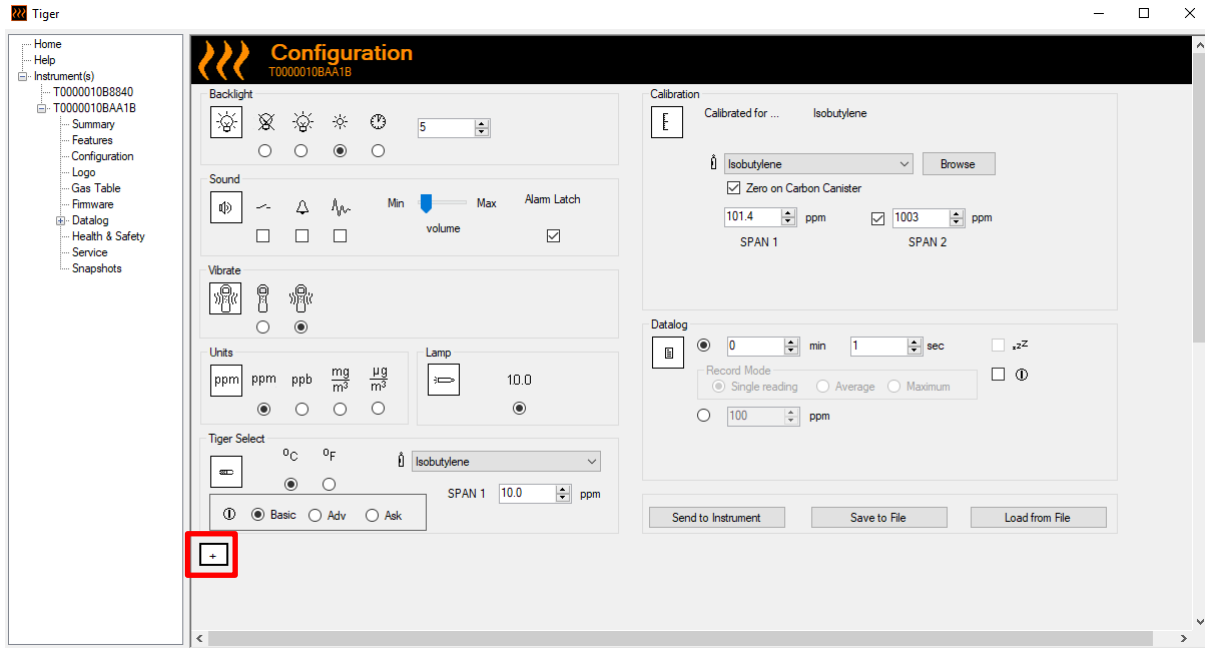 Tiger
Home
Help
Instrument(s)
T0000010B8840
T0000010BAA1B
Summary
Features
Configuration
Logo
Gas Table
Firmware
Datalog
Health & Safety
Service
Snapshots
Configuration
T0000010BAA1B
Backlight
5
Sound
Min
Max
volume
Alarm Latch
Vibrate
Units
ppm ppm ppb mg/m³ µg/m³
Lamp
10.0
Tiger Select
ºC ºF
Isobutylene
SPAN 1 10.0 ppm
Basic Adv Ask
+
Calibration
Calibrated for ... Isobutylene
Isobutylene Browse
Zero on Carbon Canister
101.4 ppm 1003 ppm
SPAN 1 SPAN 2
Datalog
0 min 1 sec zZ
Record Mode
Single reading Average Maximum
100 ppm
Send to Instrument Save to File Load from File